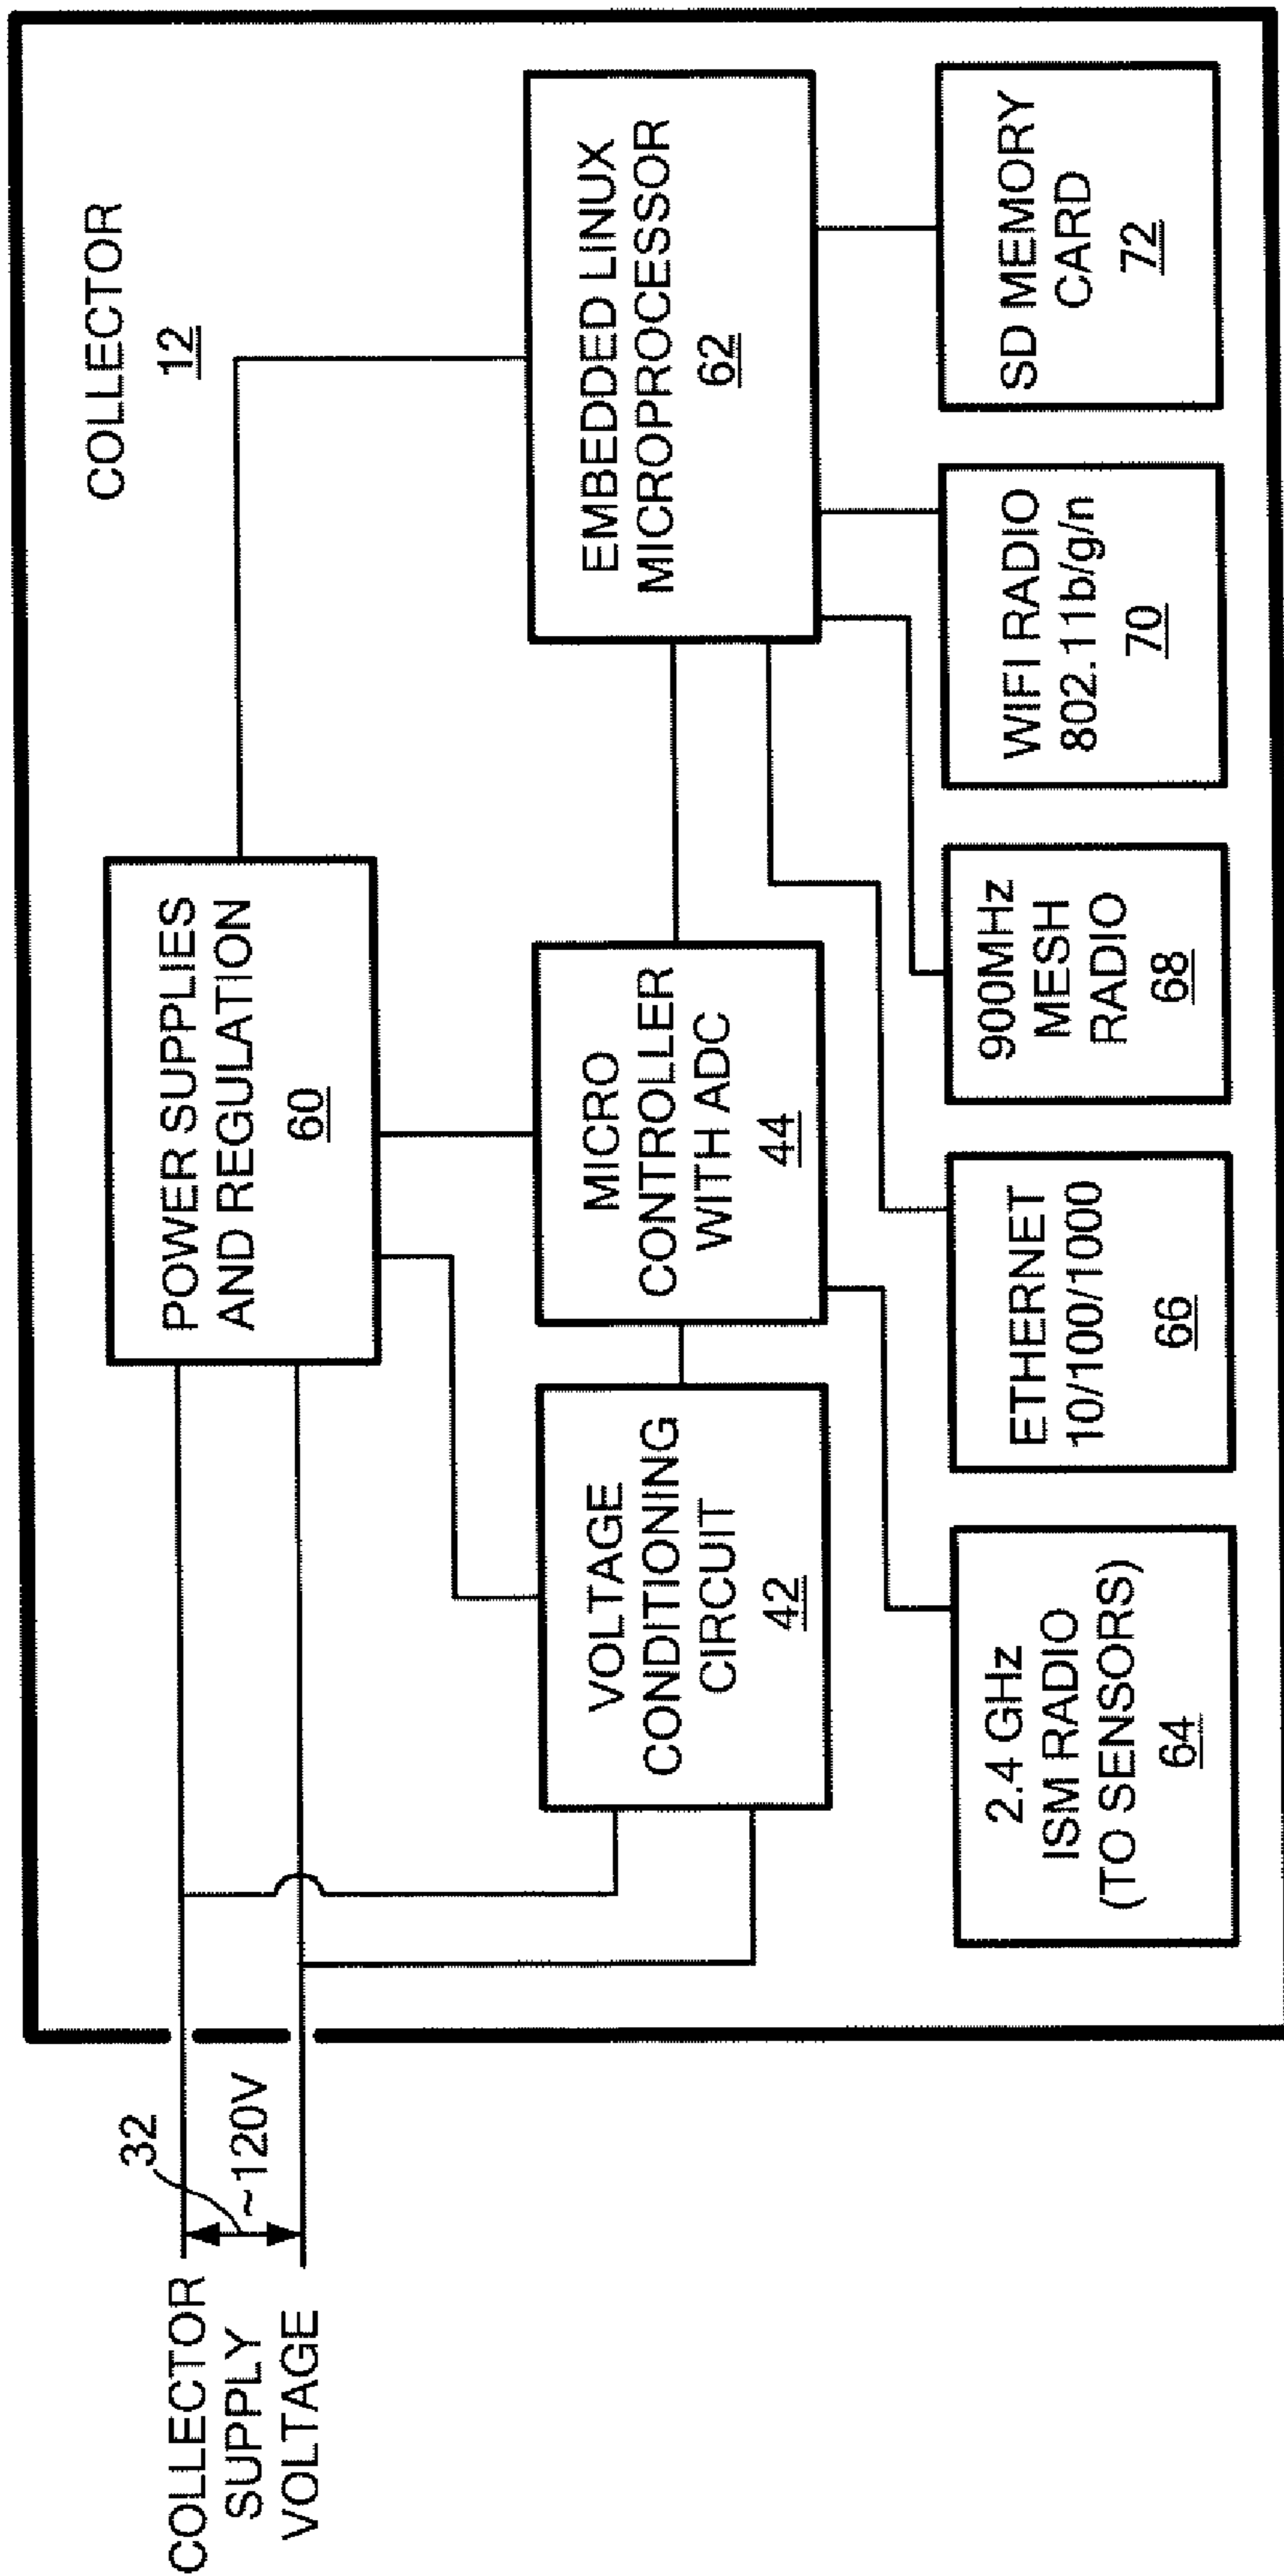 COLLECTOR
12
COLLECTOR
SUPPLY
VOLTAGE
32
~120V
POWER SUPPLIES
AND REGULATION
60
VOLTAGE
CONDITIONING
CIRCUIT
42
MICRO
CONTROLLER
WITH ADC
44
EMBEDDED LINUX
MICROPROCESSOR
62
2.4 GHz
ISM RADIO
(TO SENSORS)
64
ETHERNET
10/100/1000
66
900MHz
MESH
RADIO
68
WIFI RADIO
802.11b/g/n
70
SD MEMORY
CARD
72